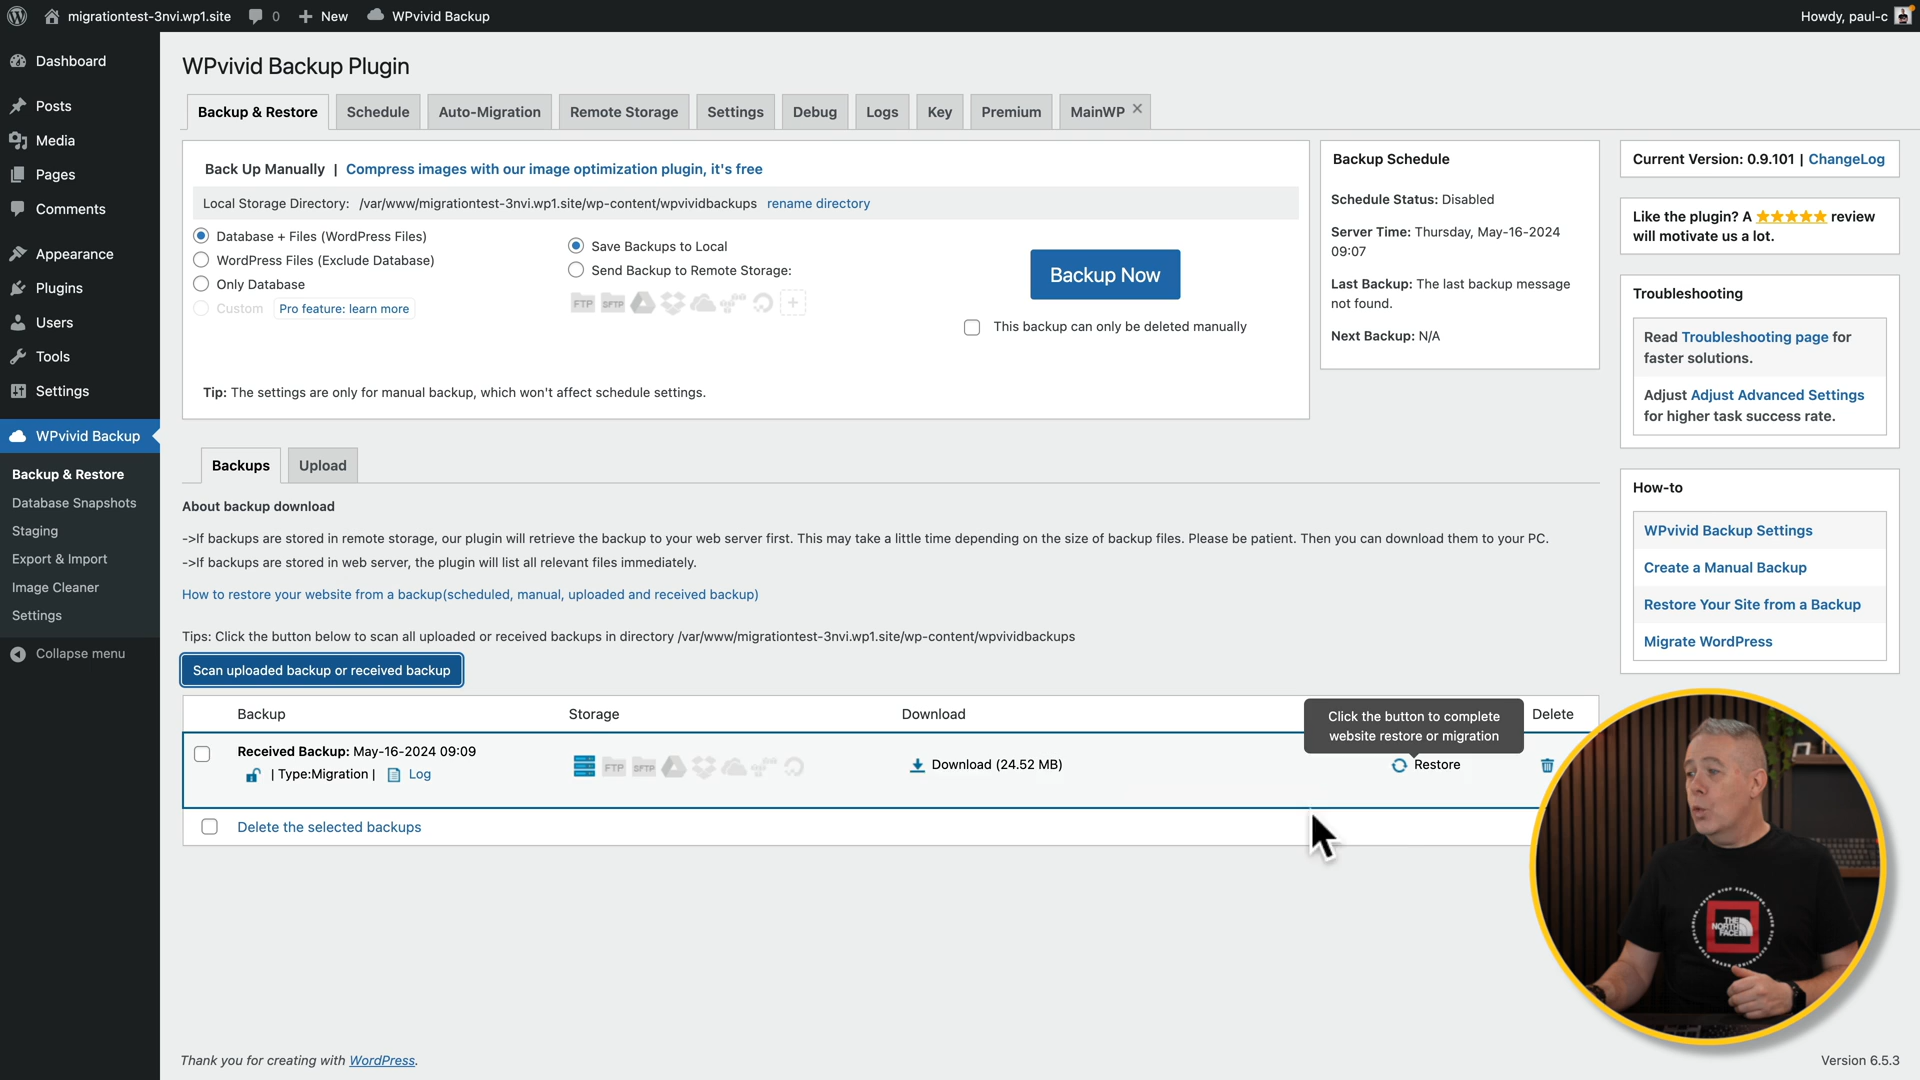 migrationtest-3nvi.wp1.site 0 New WPvivid Backup Howdy, paul-c
Dashboard
Posts
Media
Pages
Comments
Appearance
Plugins
Users
Tools
Settings
WPvivid Backup
Backup & Restore
Database Snapshots
Staging
Export & Import
Image Cleaner
Settings
Collapse menu
WPvivid Backup Plugin
Backup & Restore Schedule Auto-Migration Remote Storage Settings Debug Logs Key Premium MainWP ×
Back Up Manually | Compress images with our image optimization plugin, it's free
Local Storage Directory: /var/www/migrationtest-3nvi.wp1.site/wp-content/wpvividbackups rename directory
Database + Files (WordPress Files)
WordPress Files (Exclude Database)
Only Database
Custom Pro feature: learn more
Save Backups to Local
Send Backup to Remote Storage:
FTP SFTP
Backup Now
This backup can only be deleted manually
Tip: The settings are only for manual backup, which won't affect schedule settings.
Backup Schedule
Schedule Status: Disabled
Server Time: Thursday, May-16-2024
09:07
Last Backup: The last backup message
not found.
Next Backup: N/A
Current Version: 0.9.101 | ChangeLog
Like the plugin? A ★★★★★ review
will motivate us a lot.
Troubleshooting
Read Troubleshooting page for
faster solutions.
Adjust Adjust Advanced Settings
for higher task success rate.
How-to
WPvivid Backup Settings
Create a Manual Backup
Restore Your Site from a Backup
Migrate WordPress
Backups Upload
About backup download
->If backups are stored in remote storage, our plugin will retrieve the backup to your web server first. This may take a little time depending on the size of backup files. Please be patient. Then you can download them to your PC.
->If backups are stored in web server, the plugin will list all relevant files immediately.
How to restore your website from a backup(scheduled, manual, uploaded and received backup)
Tips: Click the button below to scan all uploaded or received backups in directory /var/www/migrationtest-3nvi.wp1.site/wp-content/wpvividbackups
Scan uploaded backup or received backup
Backup Storage Download Delete
Click the button to complete
website restore or migration
Received Backup: May-16-2024 09:09
| Type:Migration | Log
FTP SFTP
Download (24.52 MB)
Restore
Delete the selected backups
THE
NORTH
FACE
Thank you for creating with WordPress.
Version 6.5.3